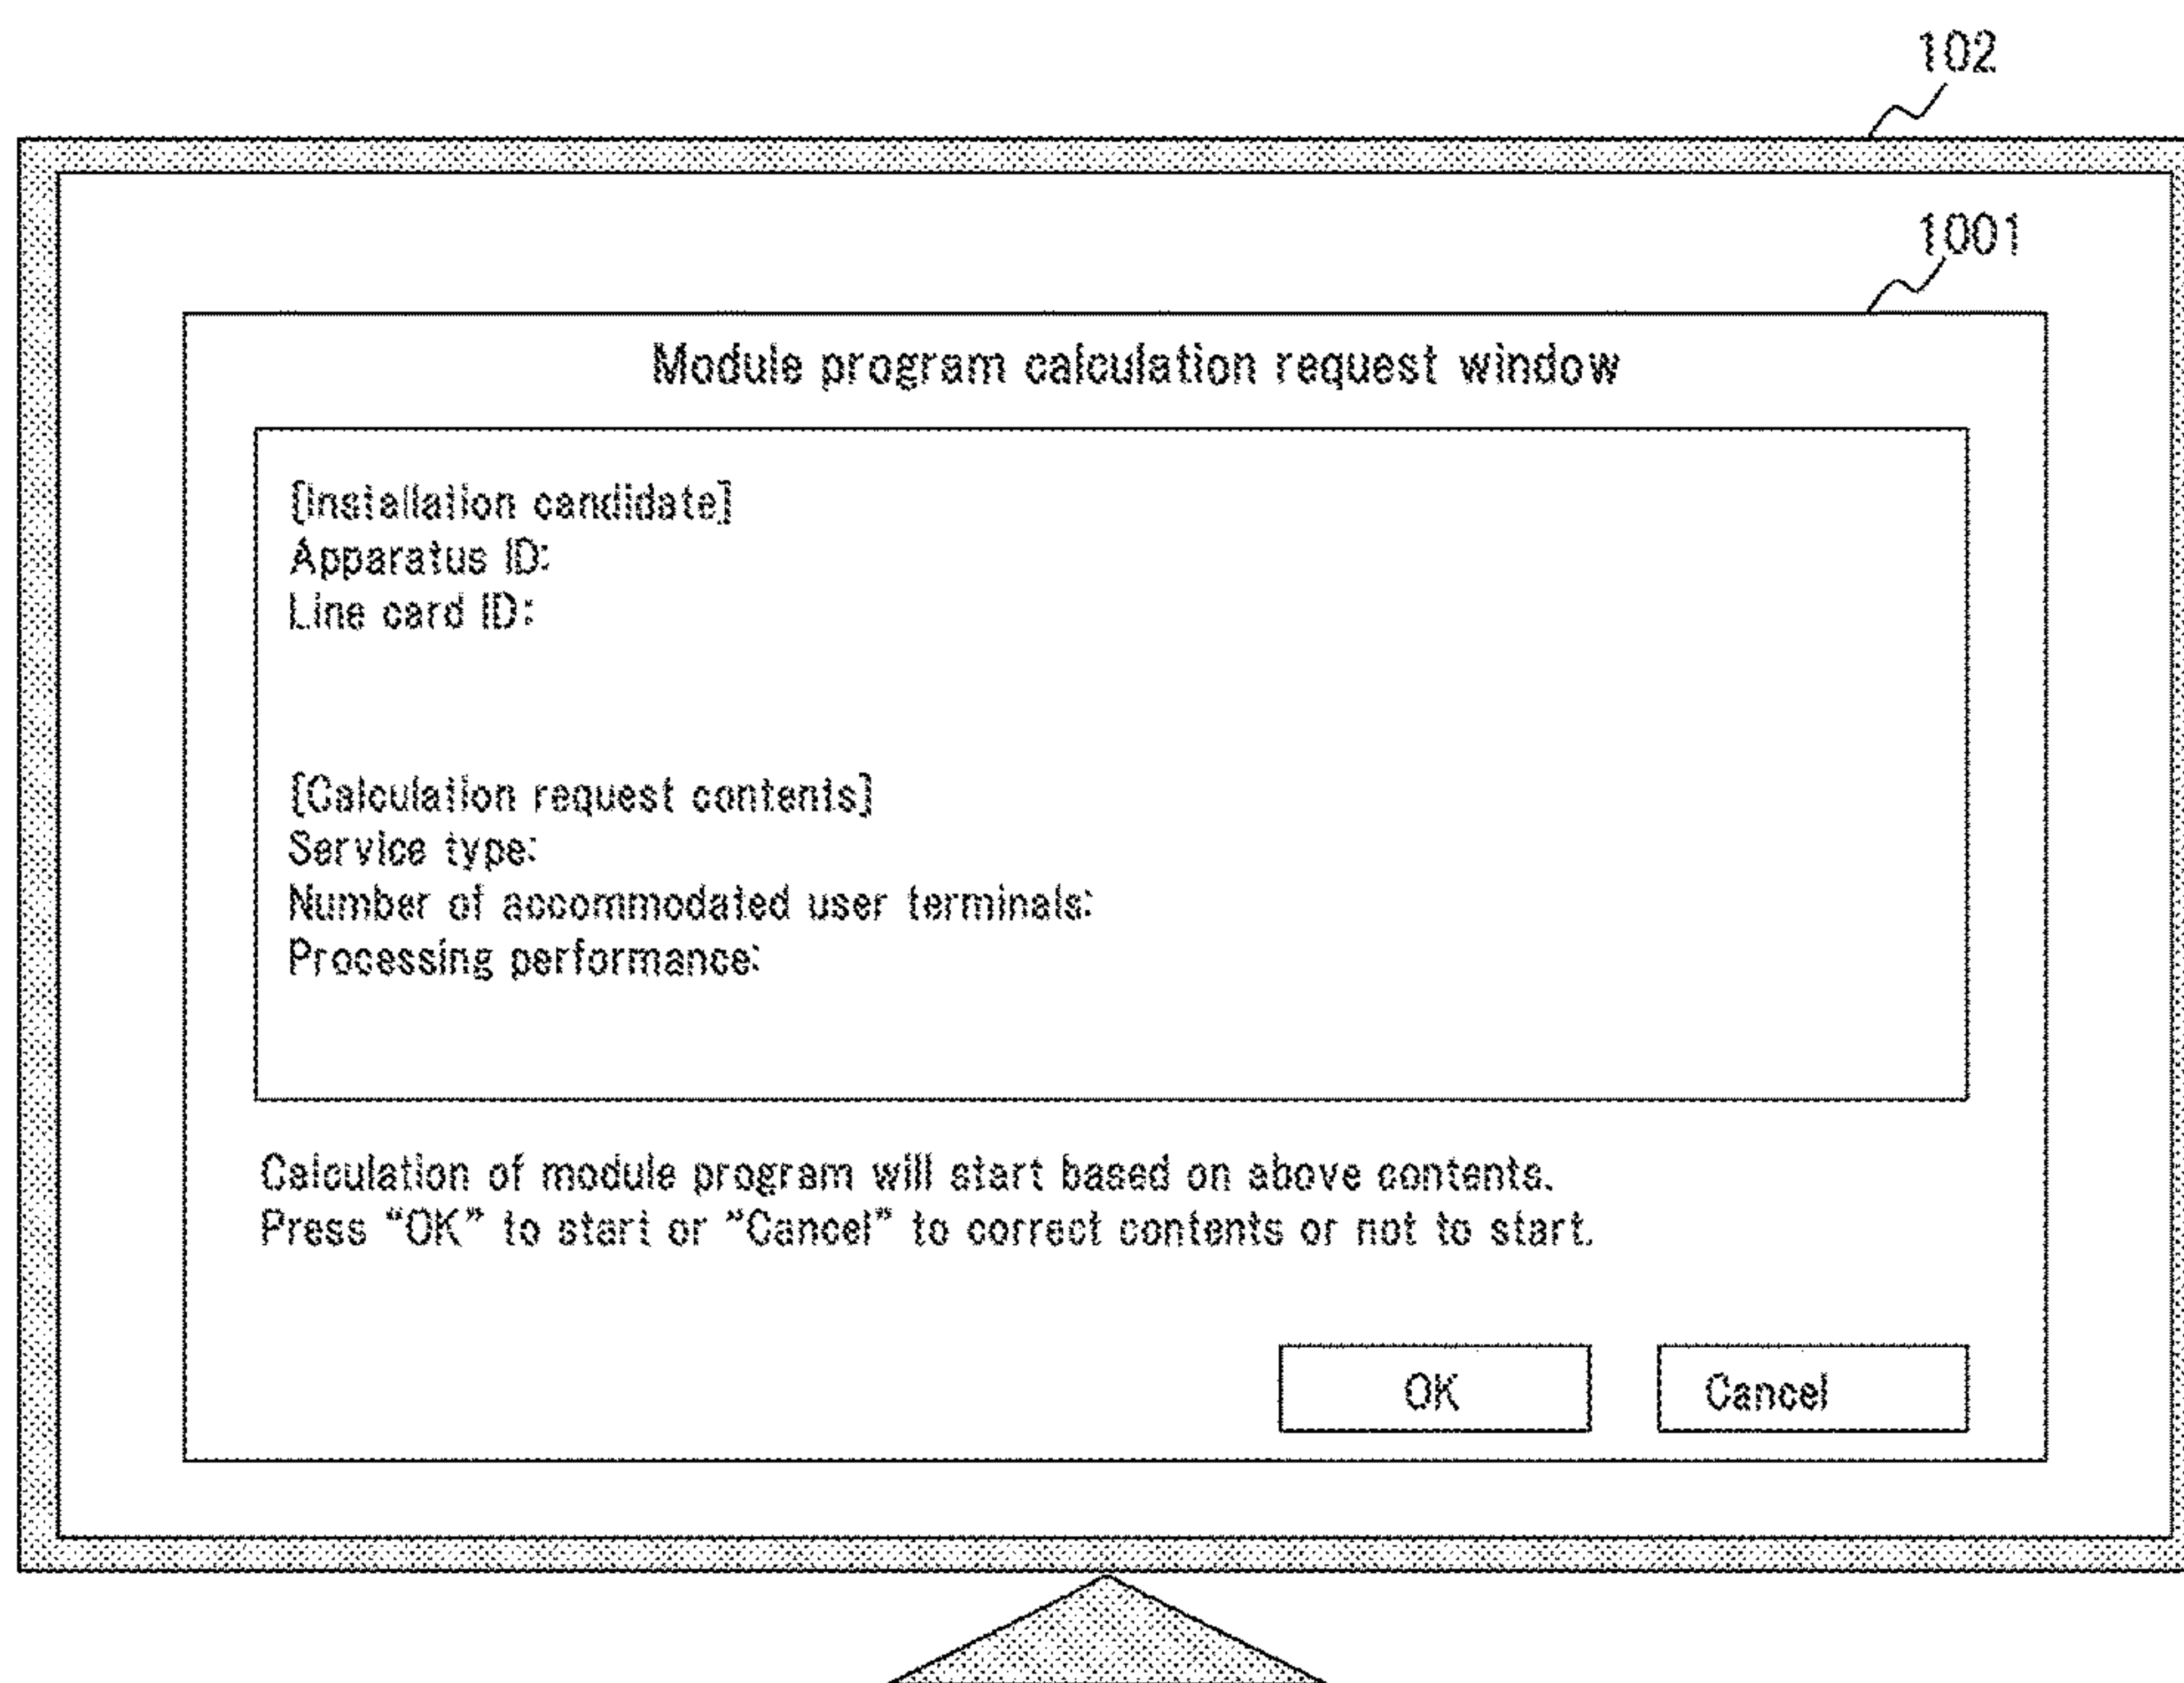 102
1001
Module program calculation request window
[Installation candidate]
Apparatus ID:
Line card ID:
[Calculation request contents]
Service type:
Number of accommodated user terminals:
Processing performance:
Calculation of module program will start based on above contents.
Press “OK” to start or ”Cancel” to correct contents or not to start.
OK
Cancel